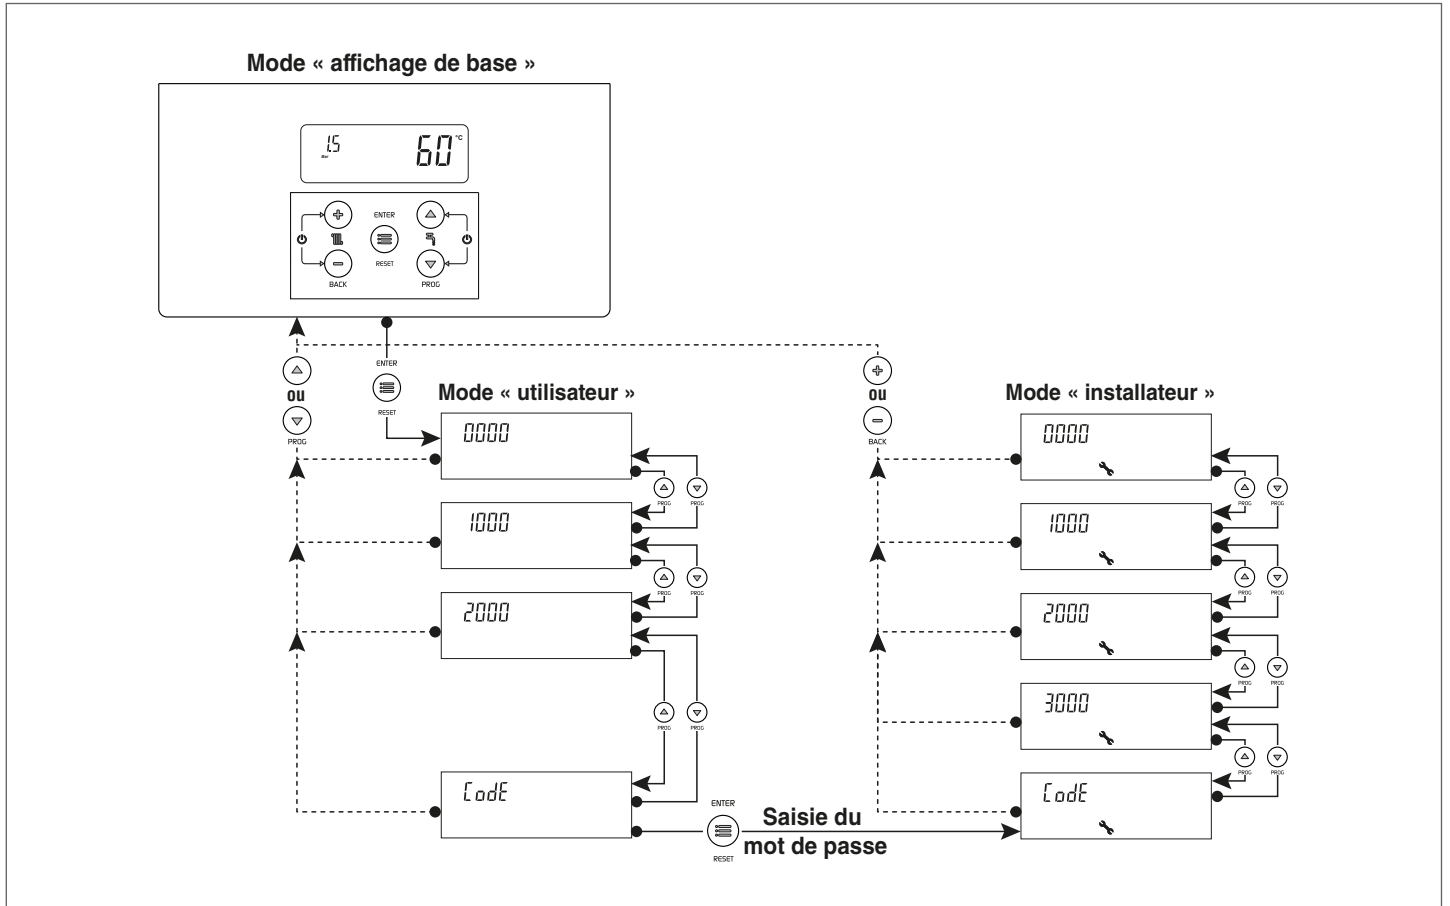 Mode « affichage de base »
1.5
Bar
60 °C
ENTER
RESET
BACK
PROG
ENTER
RESET
ou
PROG
ou
BACK
Mode « utilisateur »
0000
PROG PROG
1000
PROG PROG
2000
PROG PROG
CodE
ENTER
RESET
Saisie du
mot de passe
Mode « installateur »
0000
PROG PROG
1000
PROG PROG
2000
PROG PROG
3000
PROG PROG
CodE